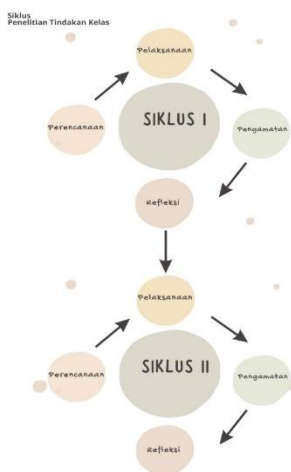 Siklus
Penelitian Tindakan Kelas
Pelaksanaan
SIKLUS I
Perencanaan
Pengamatan
Refleksi
Pelaksanaan
SIKLUS II
Perencanaan
Pengamatan
Refleksi